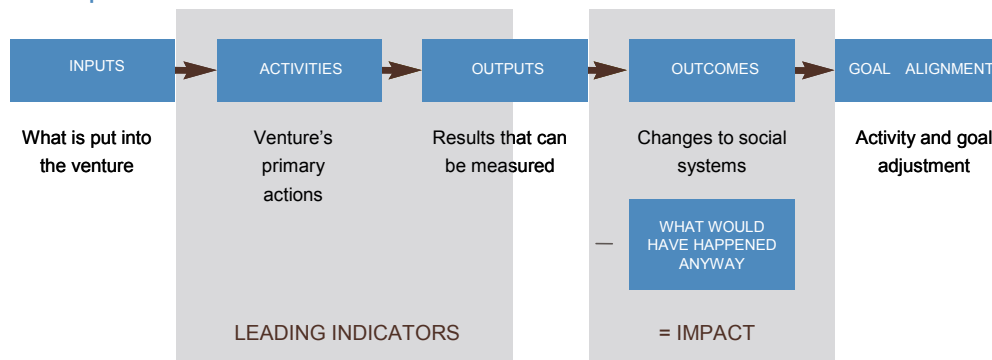 INPUTS
ACTIVITIES
OUTPUTS
OUTCOMES
GOAL ALIGNMENT
What is put into
the venture
Venture's
primary
actions
Results that can
be measured
Changes to social
systems
Activity and goal
adjustment
—
WHAT WOULD
HAVE HAPPENED
ANYWAY
LEADING INDICATORS
= IMPACT